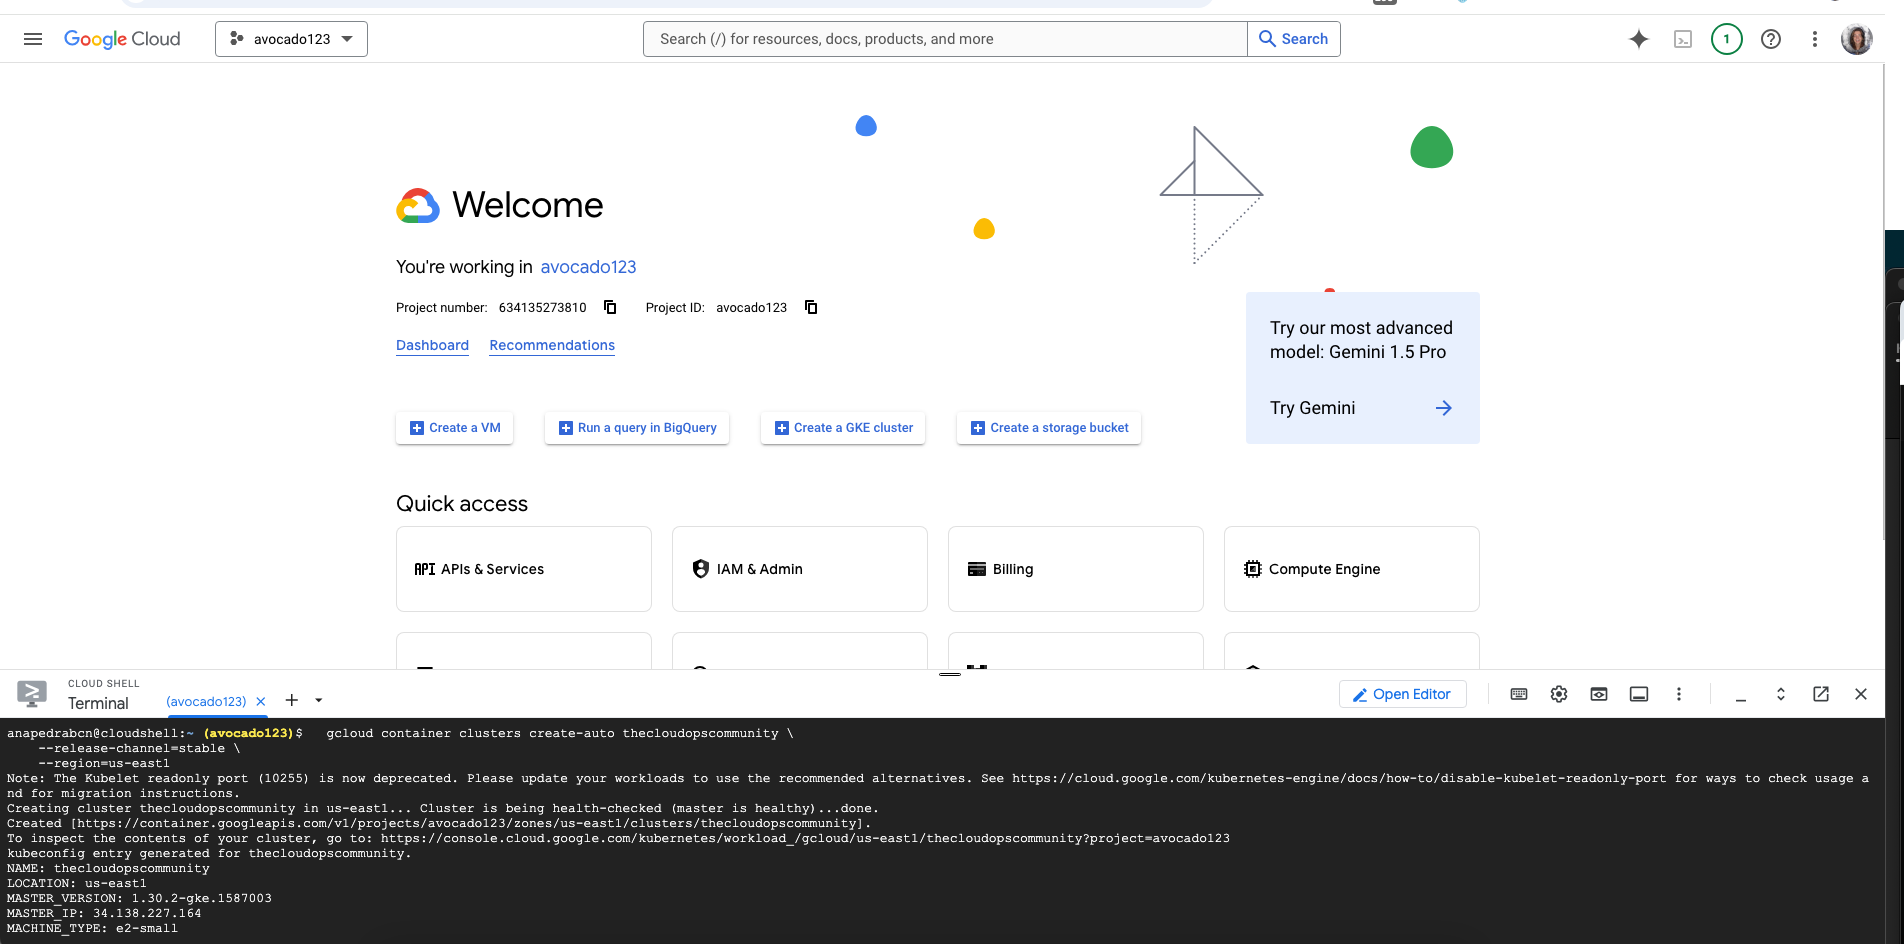 Google Cloud
avocado123
Search (/) for resources, docs, products, and more
Search
1
Welcome
You're working in avocado123
Project number: 634135273810 Project ID: avocado123
Dashboard Recommendations
Try our most advanced
model: Gemini 1.5 Pro
Try Gemini
Create a VM
Run a query in BigQuery
Create a GKE cluster
Create a storage bucket
Quick access
API APIs & Services
IAM & Admin
Billing
Compute Engine
CLOUD SHELL
Terminal
(avocado123)
Open Editor
anapedrabcn@cloudshell:~ (avocado123)$ gcloud container clusters create-auto thecloudopscommunity \
--release-channel=stable \
--region=us-east1
Note: The Kubelet readonly port (10255) is now deprecated. Please update your workloads to use the recommended alternatives. See https://cloud.google.com/kubernetes-engine/docs/how-to/disable-kubelet-readonly-port for ways to check usage a
nd for migration instructions.
Creating cluster thecloudopscommunity in us-east1... Cluster is being health-checked (master is healthy)...done.
Created [https://container.googleapis.com/v1/projects/avocado123/zones/us-east1/clusters/thecloudopscommunity].
To inspect the contents of your cluster, go to: https://console.cloud.google.com/kubernetes/workload_/gcloud/us-east1/thecloudopscommunity?project=avocado123
kubeconfig entry generated for thecloudopscommunity.
NAME: thecloudopscommunity
LOCATION: us-east1
MASTER_VERSION: 1.30.2-gke.1587003
MASTER_IP: 34.138.227.164
MACHINE_TYPE: e2-small